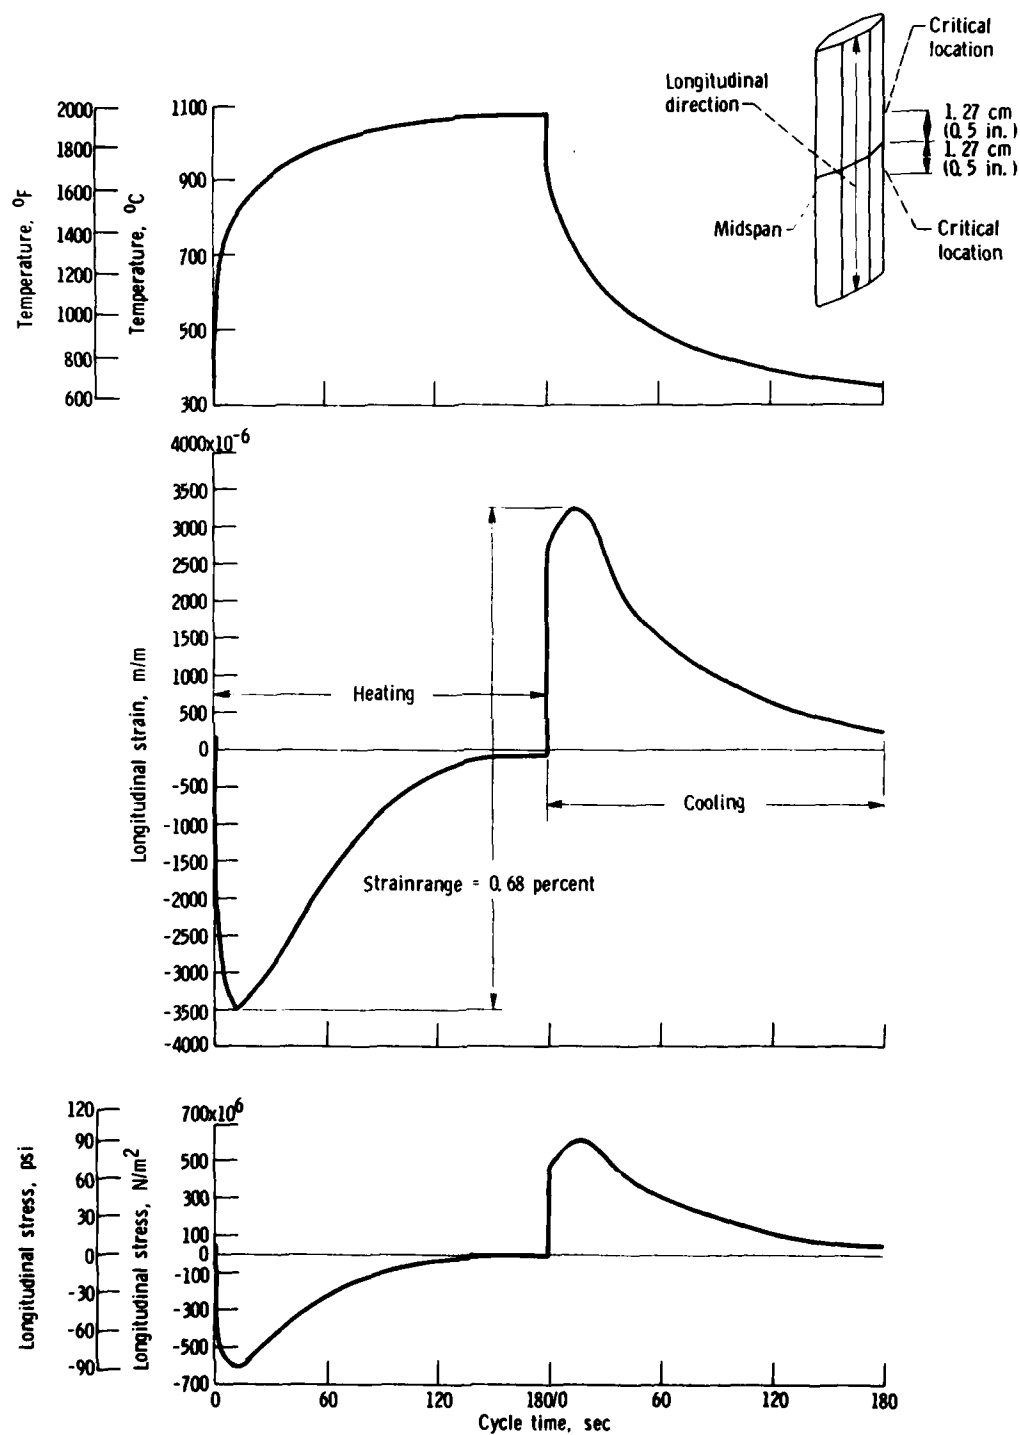 Critical
location
Longitudinal
direction
1.27 cm
(0.5 in.)
1.27 cm
(0.5 in.)
Midspan
Critical
location
Temperature, °F
2000
1800
1600
1400
1200
1000
800
600
Temperature, °C
1100
900
700
500
300
Longitudinal strain, m/m
4000x10-6
3500
3000
2500
2000
1500
1000
500
0
-500
-1000
-1500
-2000
-2500
-3000
-3500
-4000
Heating
Cooling
Strainrange = 0.68 percent
Longitudinal stress, psi
120
90
60
30
0
-30
-60
-90
Longitudinal stress, N/m2
700x106
500
300
100
0
-100
-300
-500
-700
0 60 120 180/0 60 120 180
Cycle time, sec